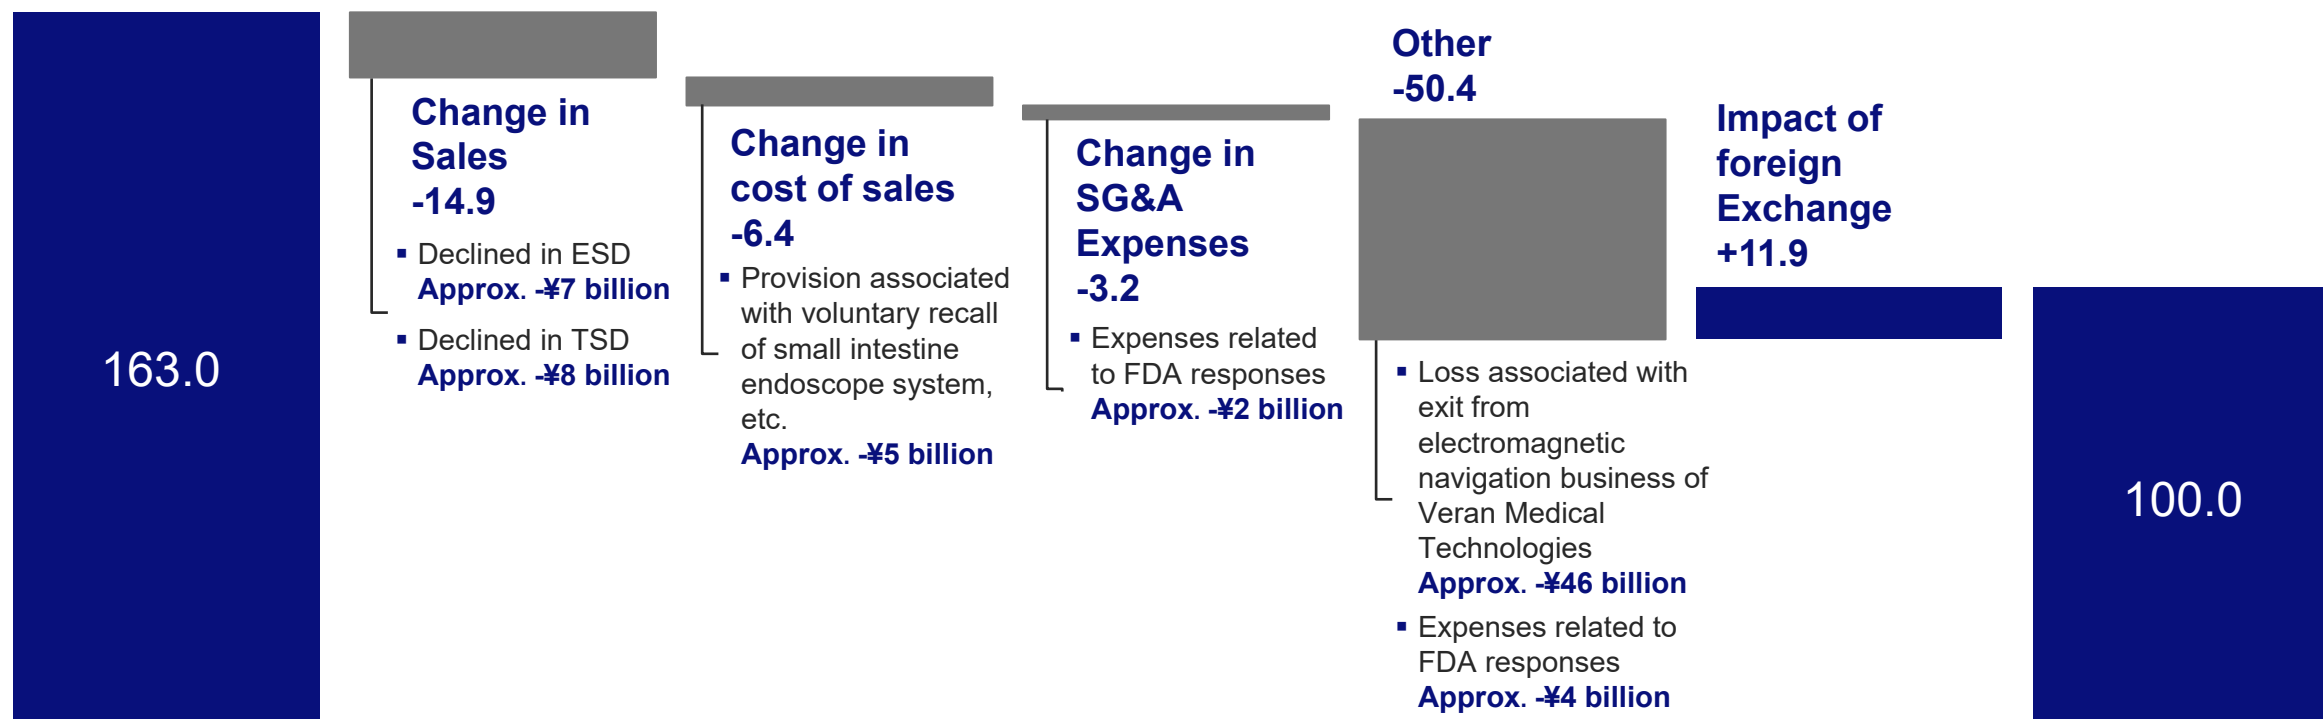 163.0
Change in
Sales
-14.9
▪ Declined in ESD
Approx. -¥7 billion
▪ Declined in TSD
Approx. -¥8 billion
Change in
cost of sales
-6.4
▪ Provision associated
with voluntary recall
of small intestine
endoscope system,
etc.
Approx. -¥5 billion
Change in
SG&A
Expenses
-3.2
▪ Expenses related
to FDA responses
Approx. -¥2 billion
Other
-50.4
▪ Loss associated with
exit from
electromagnetic
navigation business of
Veran Medical
Technologies
Approx. -¥46 billion
▪ Expenses related to
FDA responses
Approx. -¥4 billion
Impact of
foreign
Exchange
+11.9
100.0